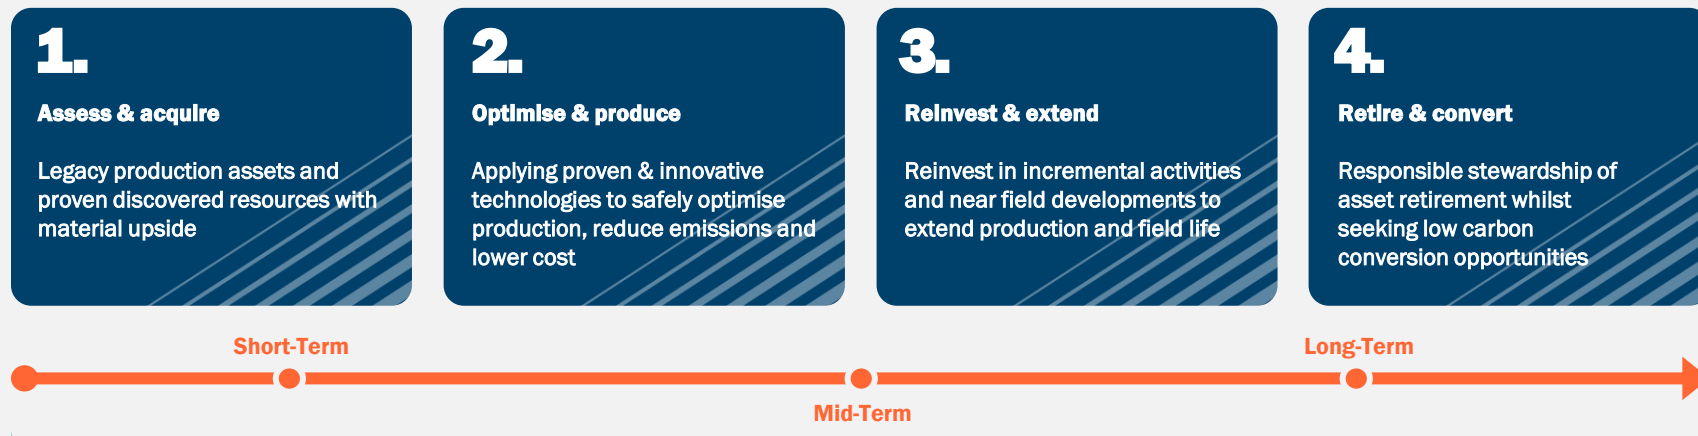 1.
Assess & acquire
Legacy production assets and
proven discovered resources with
material upside
2.
Optimise & produce
Applying proven & innovative
technologies to safely optimise
production, reduce emissions and
lower cost
3.
Reinvest & extend
Reinvest in incremental activities
and near field developments to
extend production and field life
4.
Retire & convert
Responsible stewardship of
asset retirement whilst
seeking low carbon
conversion opportunities
Short-Term
Mid-Term
Long-Term